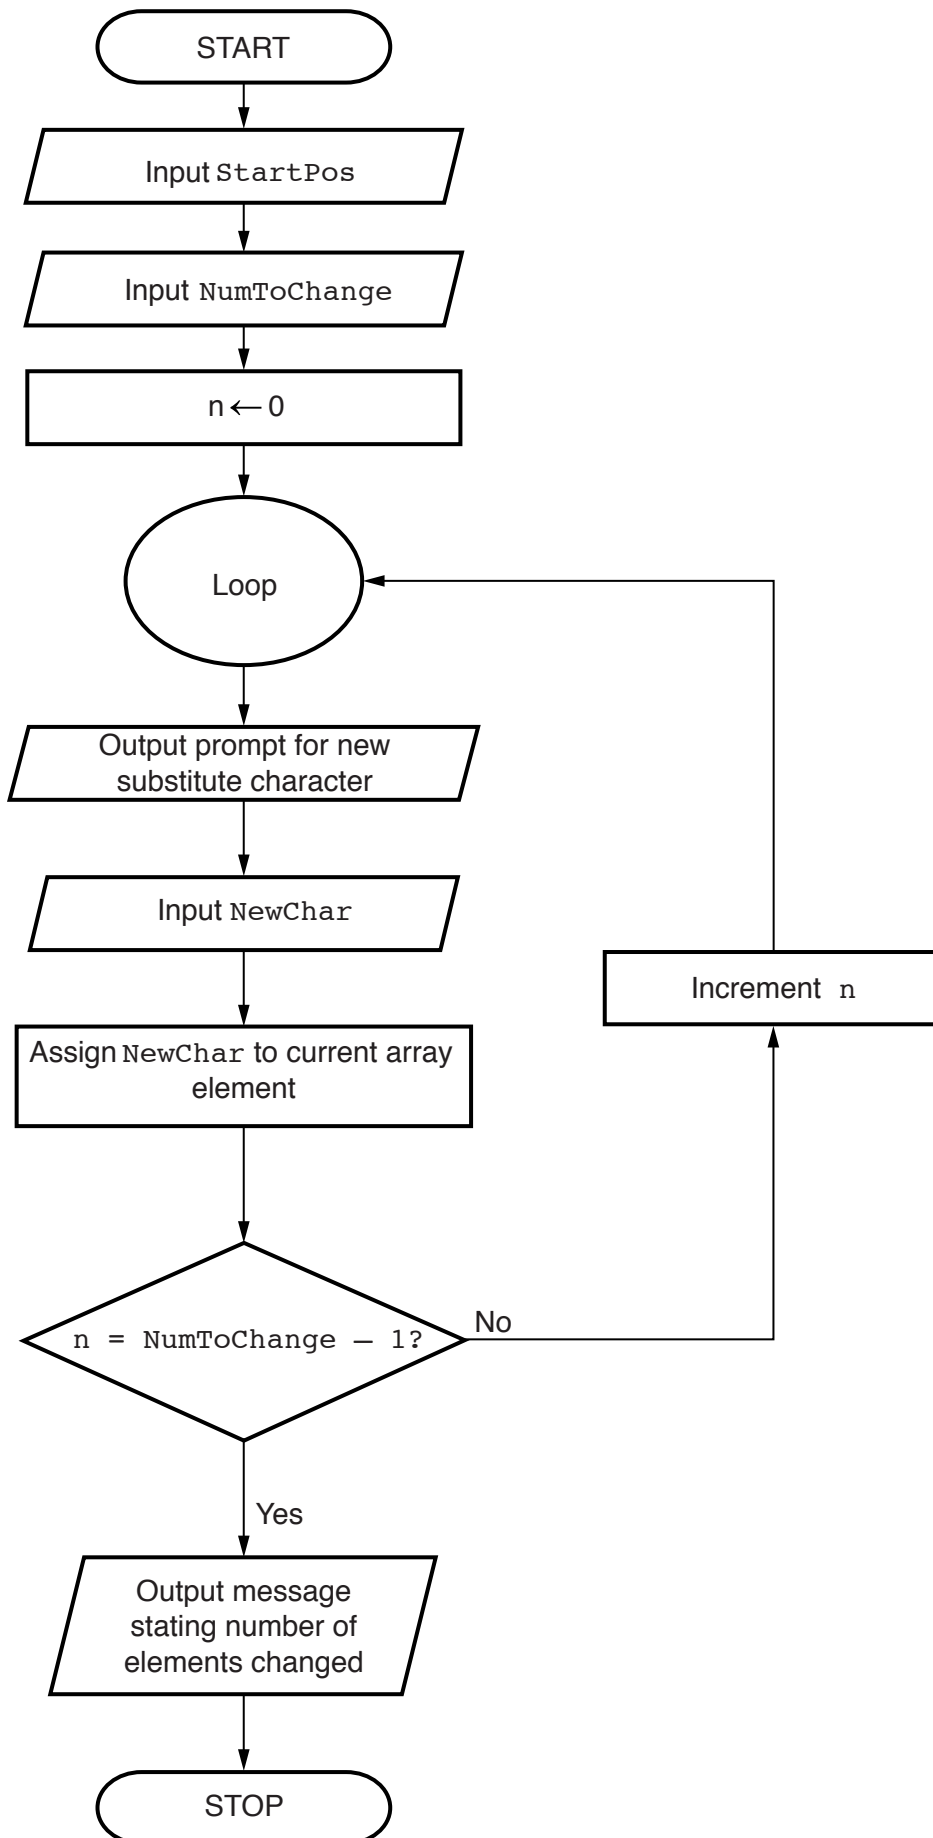 START
Input StartPos
Input NumToChange
n ← 0
Loop
Output prompt for new
substitute character
Input NewChar
Increment n
Assign NewChar to current array
element
n = NumToChange – 1?
No
Yes
Output message
stating number of
elements changed
STOP